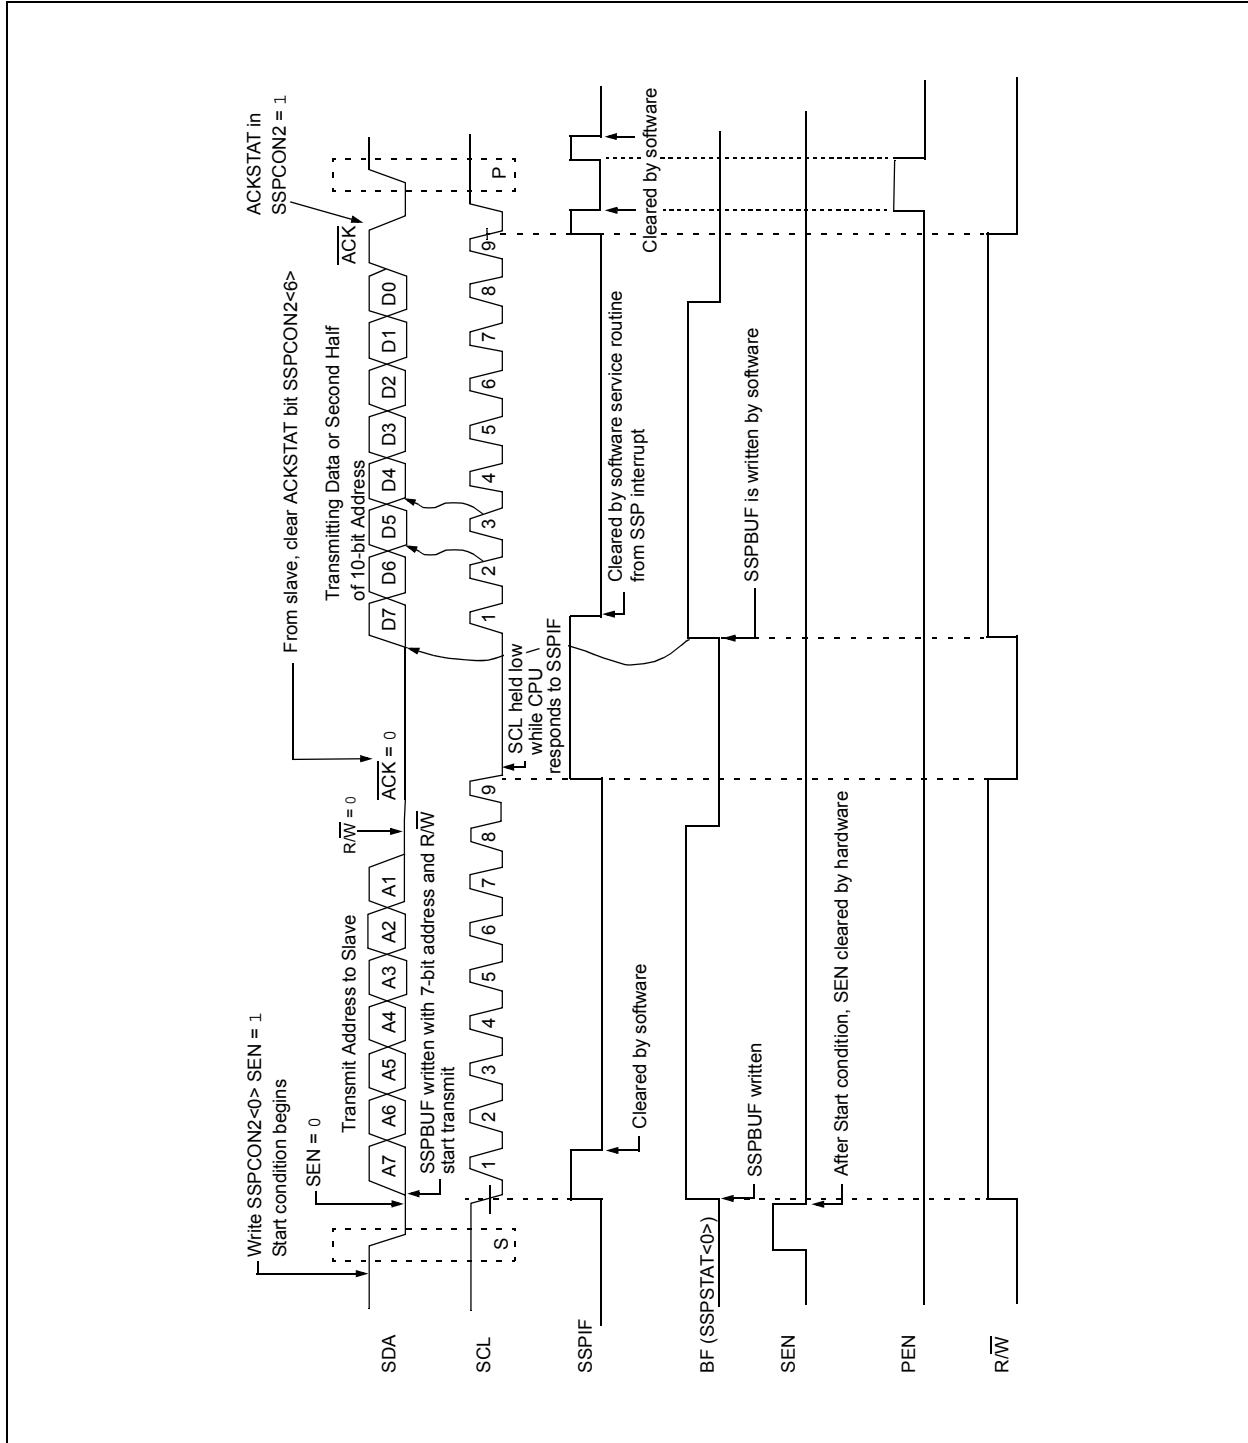 Write SSPCON2<0> SEN = 1
Start condition begins
SEN = 0
Transmit Address to Slave
R/W = 0
From slave, clear ACKSTAT bit SSPCON2<6>
ACK = 0
Transmitting Data or Second Half
of 10-bit Address
ACKSTAT in
SSPCON2 = 1
ACK
SDA
A7 A6 A5 A4 A3 A2 A1
D7 D6 D5 D4 D3 D2 D1 D0
SSPBUF written with 7-bit address and R/W
start transmit
SCL
S
1 2 3 4 5 6 7 8 9
1 2 3 4 5 6 7 8 9
P
SCL held low
while CPU
responds to SSPIF
SSPIF
Cleared by software
Cleared by software service routine
from SSP interrupt
Cleared by software
BF (SSPSTAT<0>)
SSPBUF written
SSPBUF is written by software
SEN
After Start condition, SEN cleared by hardware
PEN
R/W